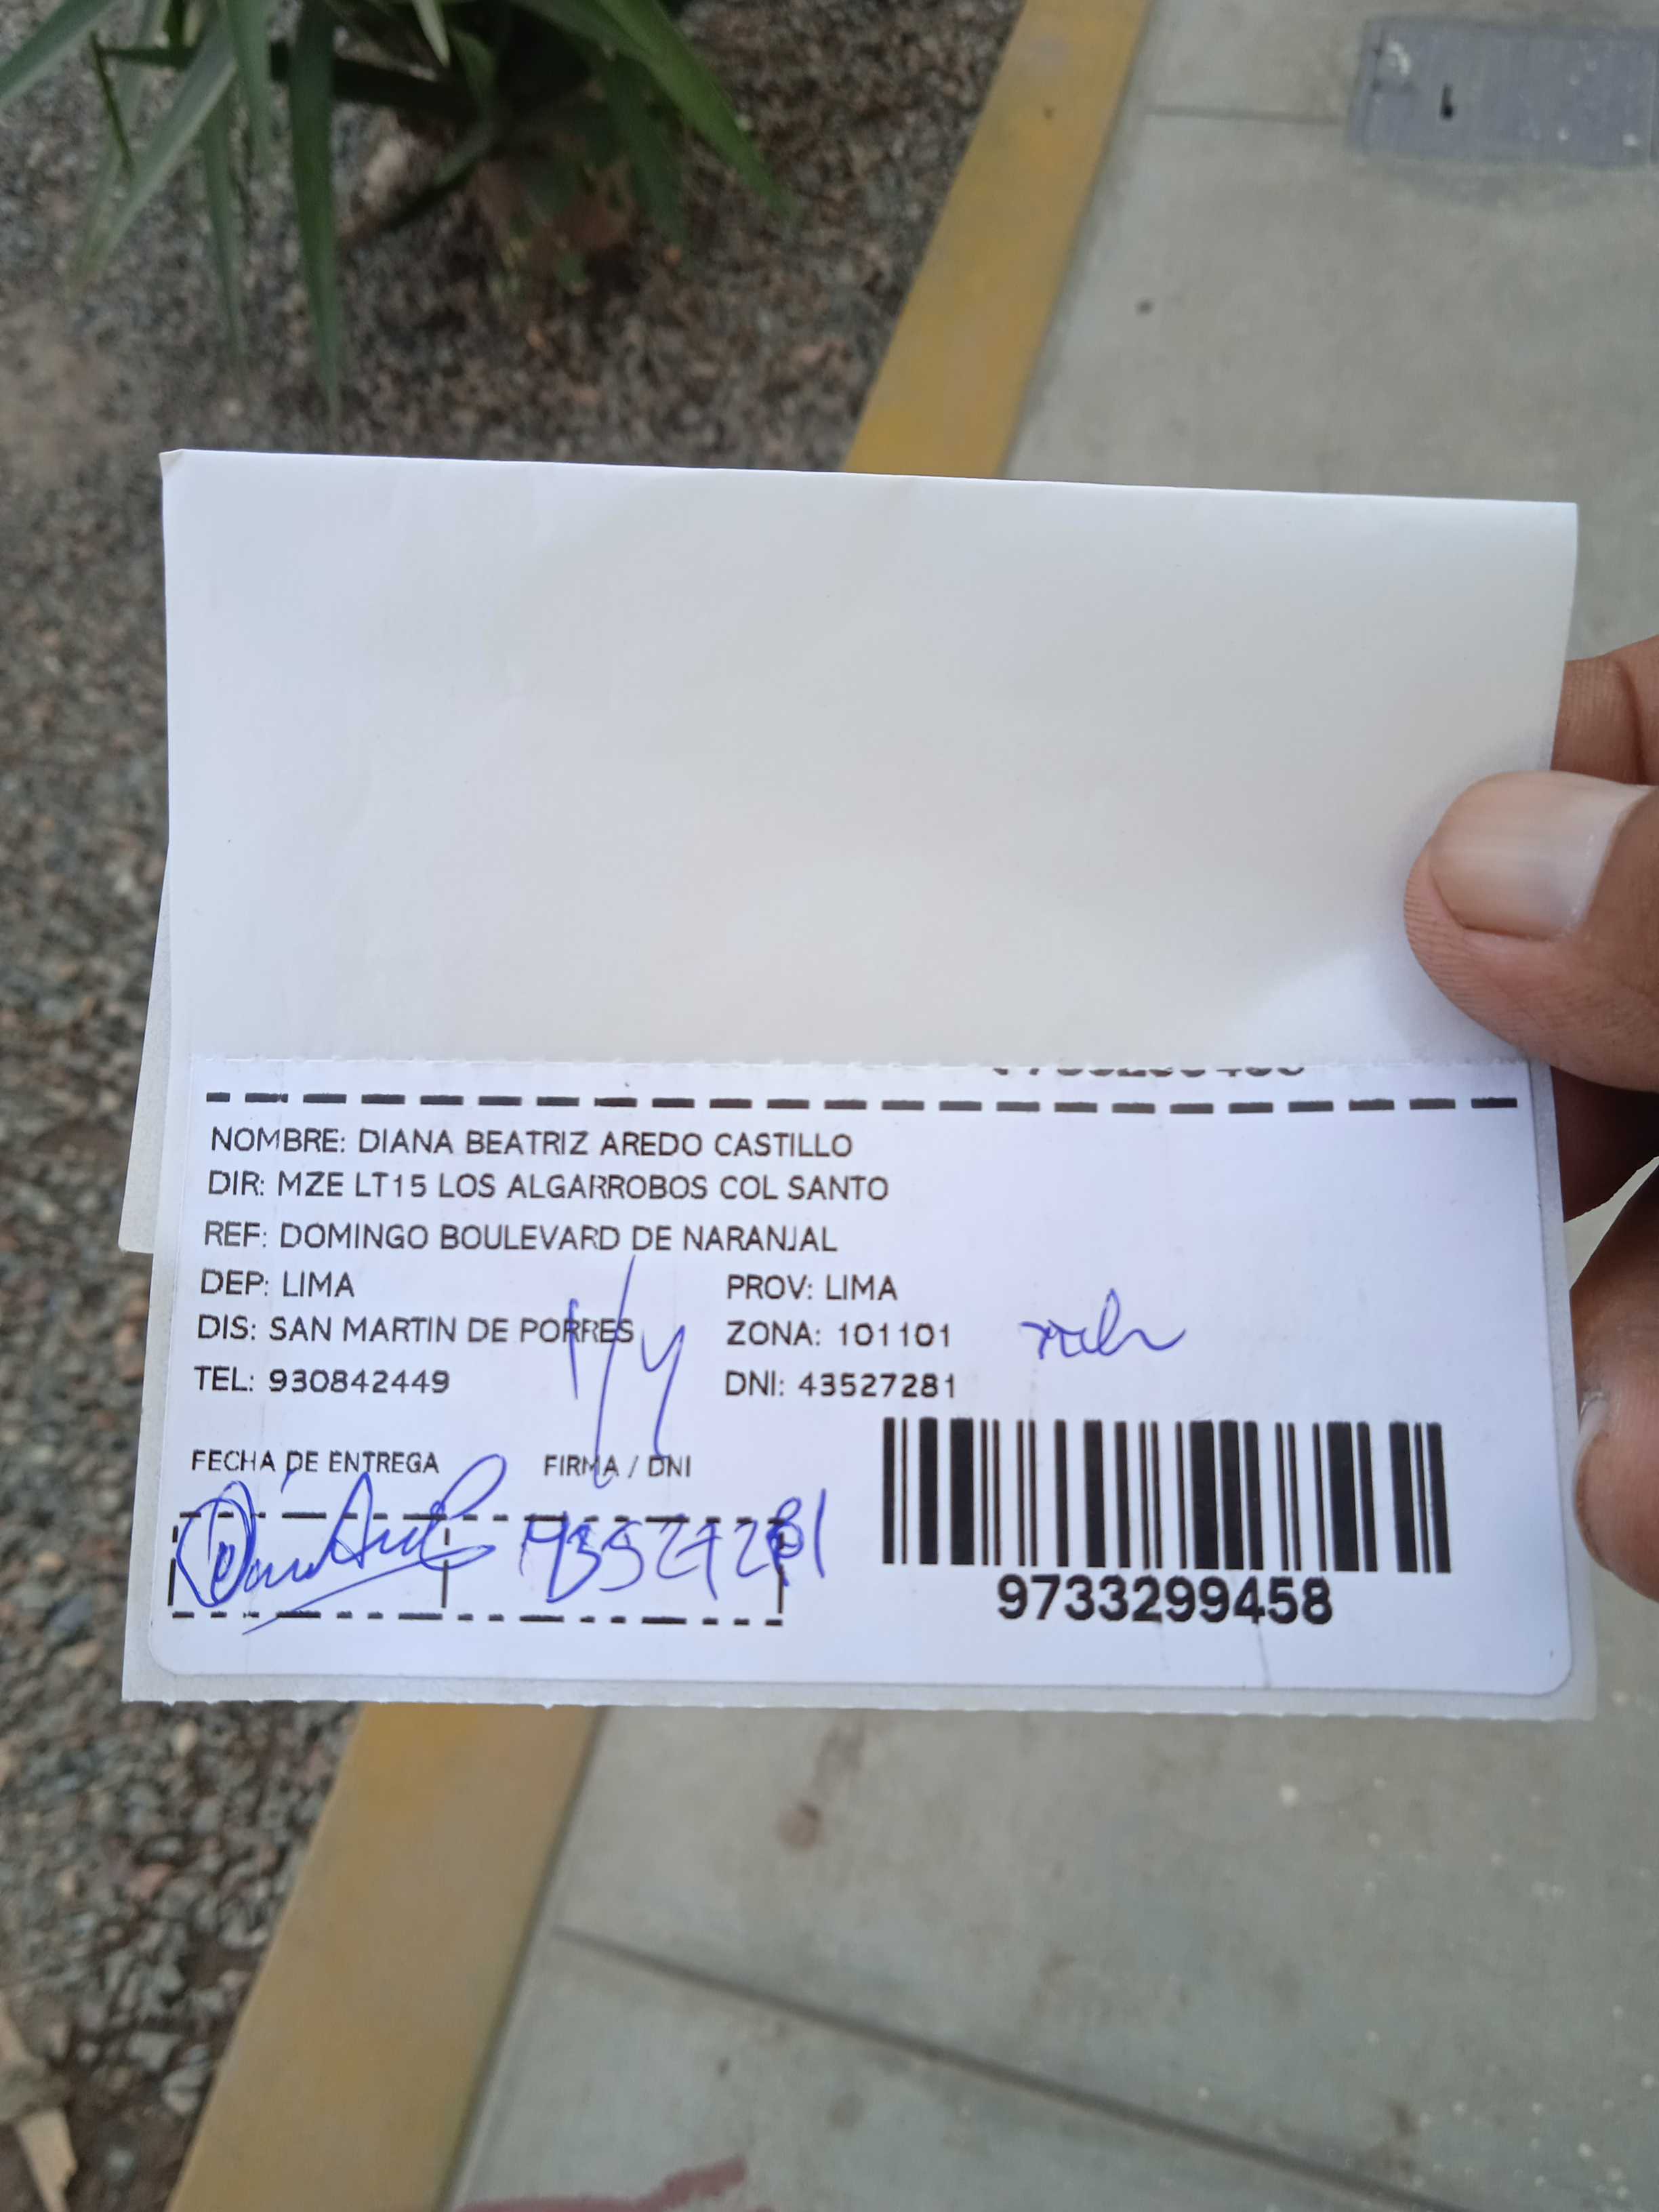 NOMBRE: DIANA BEATRIZ AREDO CASTILLO
DIR: MZE LT15 LOS ALGARROBOS COL SANTO
REF: DOMINGO BOULEVARD DE NARANJAL
DEP: LIMA PROV: LIMA
DIS: SAN MARTIN DE PORRES ZONA: 101101
TEL: 930842449 DNI: 43527281
FECHA DE ENTREGA FIRMA / DNI
43527281
9733299458